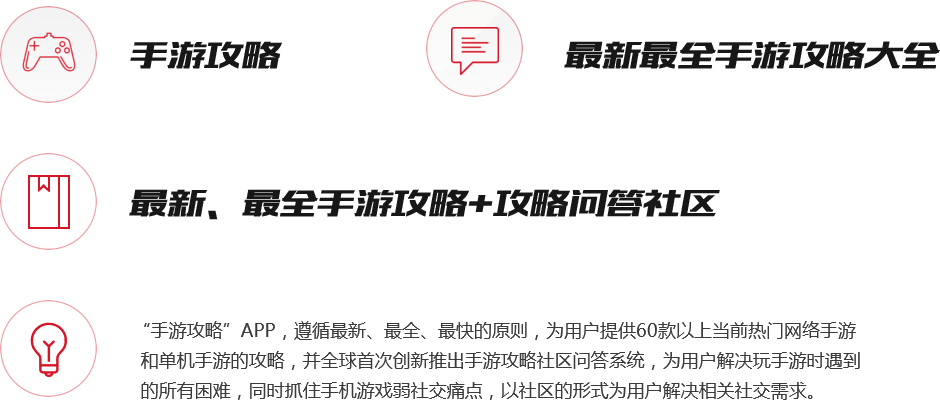 手游攻略
最新最全手游攻略大全
最新、最全手游攻略+攻略问答社区
“手游攻略”APP，遵循最新、最全、最快的原则，为用户提供60款以上当前热门网络手游
和单机手游的攻略，并全球首次创新推出手游攻略社区问答系统，为用户解决玩手游时遇到
的所有困难，同时抓住手机游戏弱社交痛点，以社区的形式为用户解决相关社交需求。